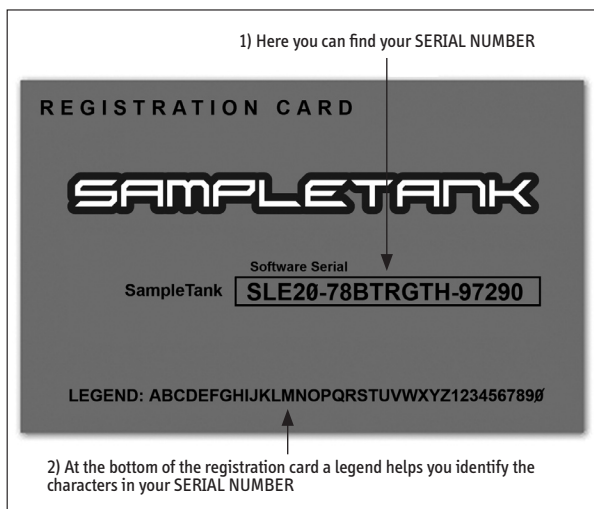 1) Here you can find your SERIAL NUMBER
REGISTRATION CARD
SAMPLETANK
Software Serial
SampleTank SLE2Ø-78BTRGTH-97290
LEGEND: ABCDEFGHIJKLMNOPQRSTUVWXYZ123456789Ø
2) At the bottom of the registration card a legend helps you identify the
characters in your SERIAL NUMBER